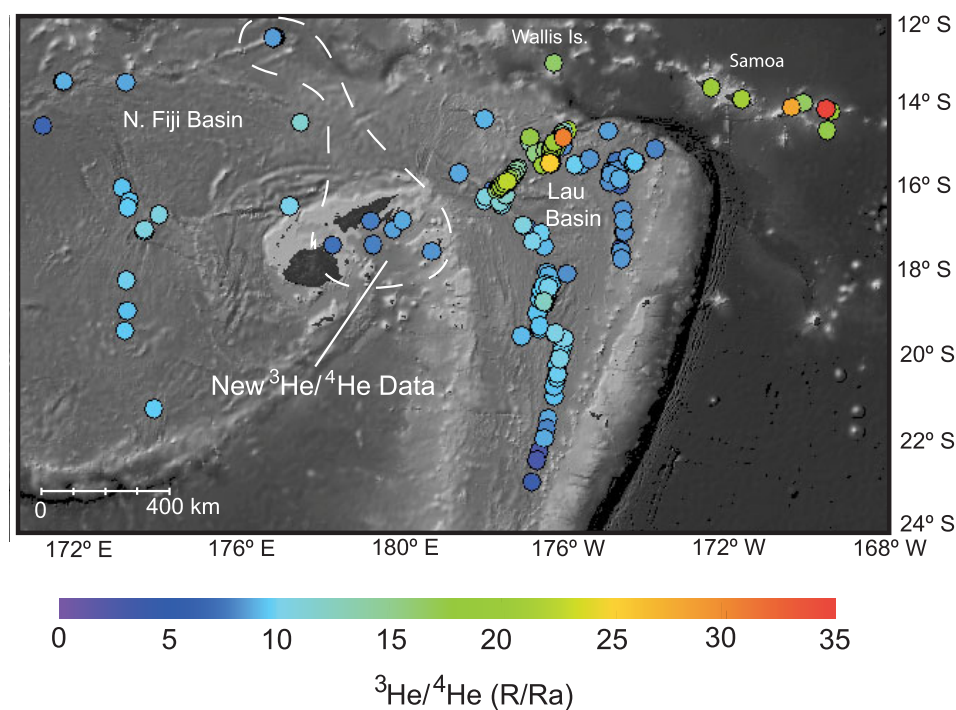 Wallis Is.
Samoa
N. Fiji Basin
Lau
Basin
New ³He/⁴He Data
0
400 km
12º S
14º S
16º S
18º S
20º S
22º S
24º S
172º E
176º E
180º E
176º W
172º W
168º W
0 5 10 15 20 25 30 35
³He/⁴He (R/Ra)